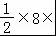 1/2 × 8 ×